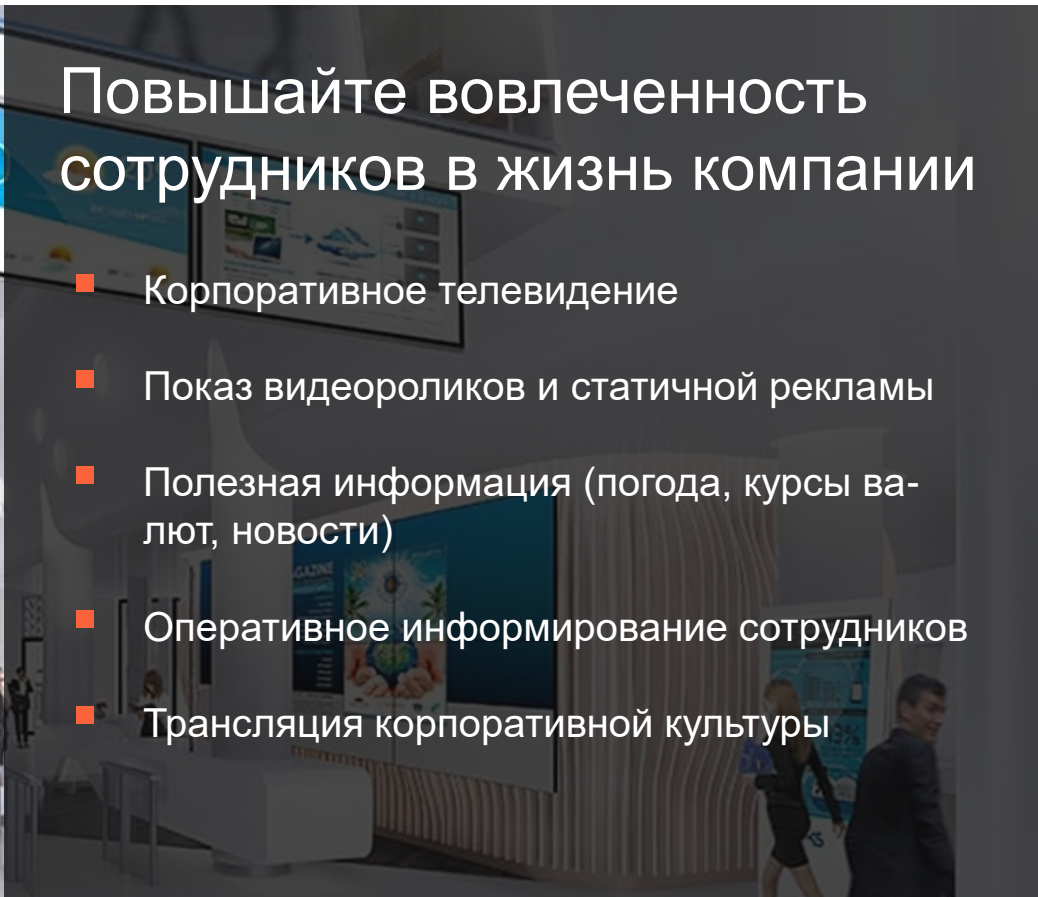 Повышайте вовлеченность
сотрудников в жизнь компании
Корпоративное телевидение
Показ видеороликов и статичной рекламы
Полезная информация (погода, курсы ва-
лют, новости)
Оперативное информирование сотрудников
Трансляция корпоративной культуры